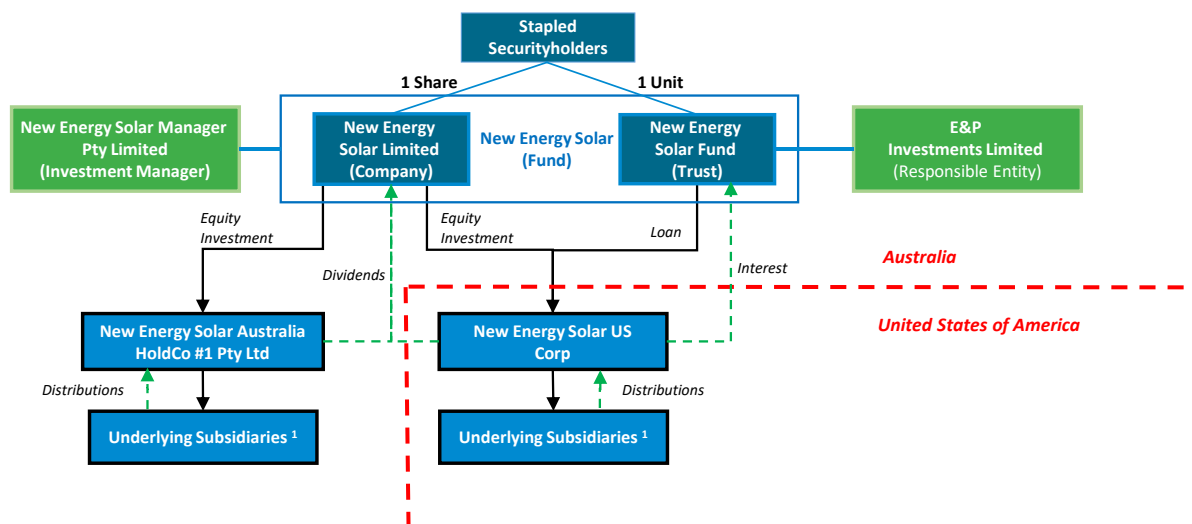 Stapled
Securityholders
1 Share
1 Unit
New Energy Solar Manager
Pty Limited
(Investment Manager)
New Energy
Solar Limited
(Company)
New Energy Solar
(Fund)
New Energy
Solar Fund
(Trust)
E&P
Investments Limited
(Responsible Entity)
Equity
Investment
Equity
Investment
Loan
Dividends
Interest
Australia
United States of America
New Energy Solar Australia
HoldCo #1 Pty Ltd
New Energy Solar US
Corp
Distributions
Distributions
Underlying Subsidiaries ¹
Underlying Subsidiaries ¹